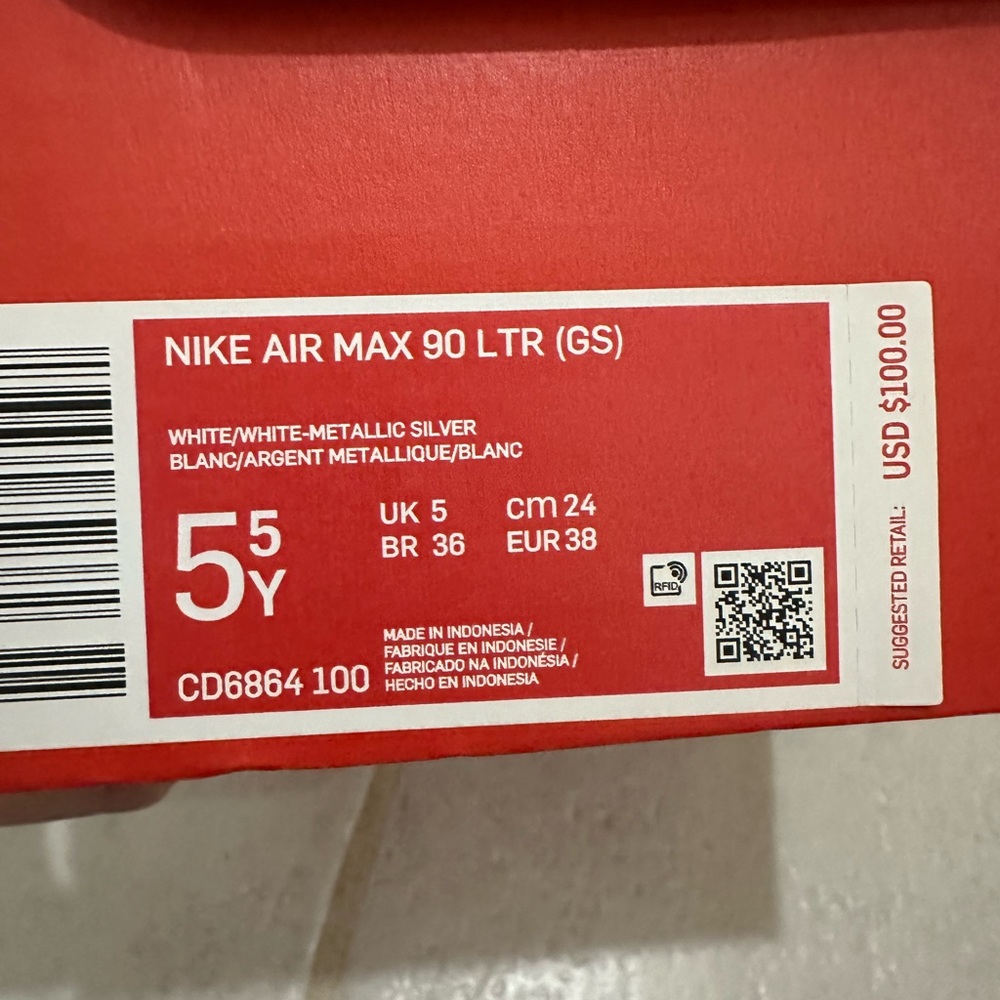 NIKE AIR MAX 90 LTR (GS)
WHITE/WHITE-METALLIC SILVER
BLANC/ARGENT METALLIQUE/BLANC
5 5 Y
UK 5 cm 24
BR 36 EUR 38
CD6864 100
MADE IN INDONESIA /
FABRIQUE EN INDONESIE /
FABRICADO NA INDONÉSIA /
HECHO EN INDONESIA
RFID
SUGGESTED RETAIL: USD $100.00